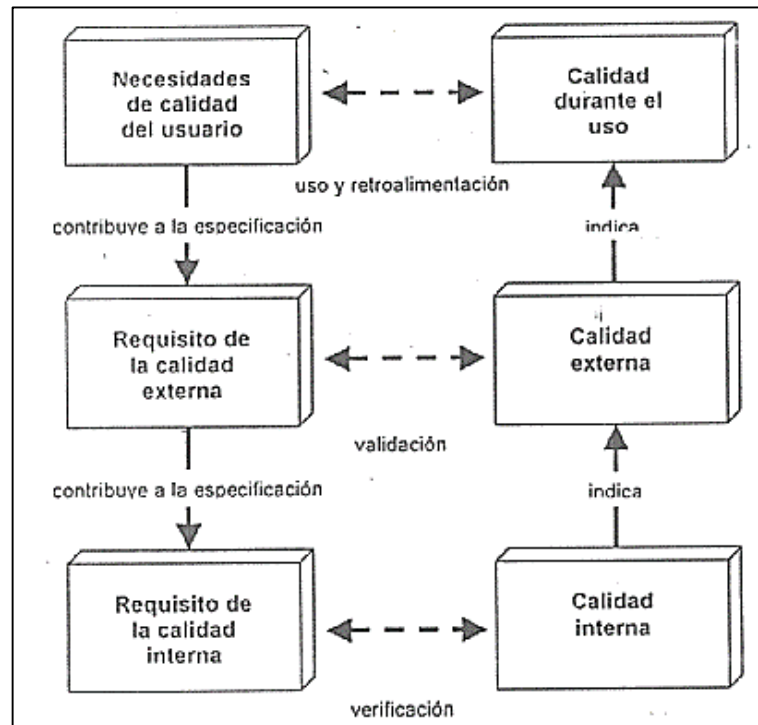 Necesidades
de calidad
del usuario
Calidad
durante el
uso
uso y retroalimentación
contribuye a la especificación
indica
Requisito de
la calidad
externa
Calidad
externa
validación
contribuye a la especificación
indica
Requisito de
la calidad
interna
Calidad
interna
verificación